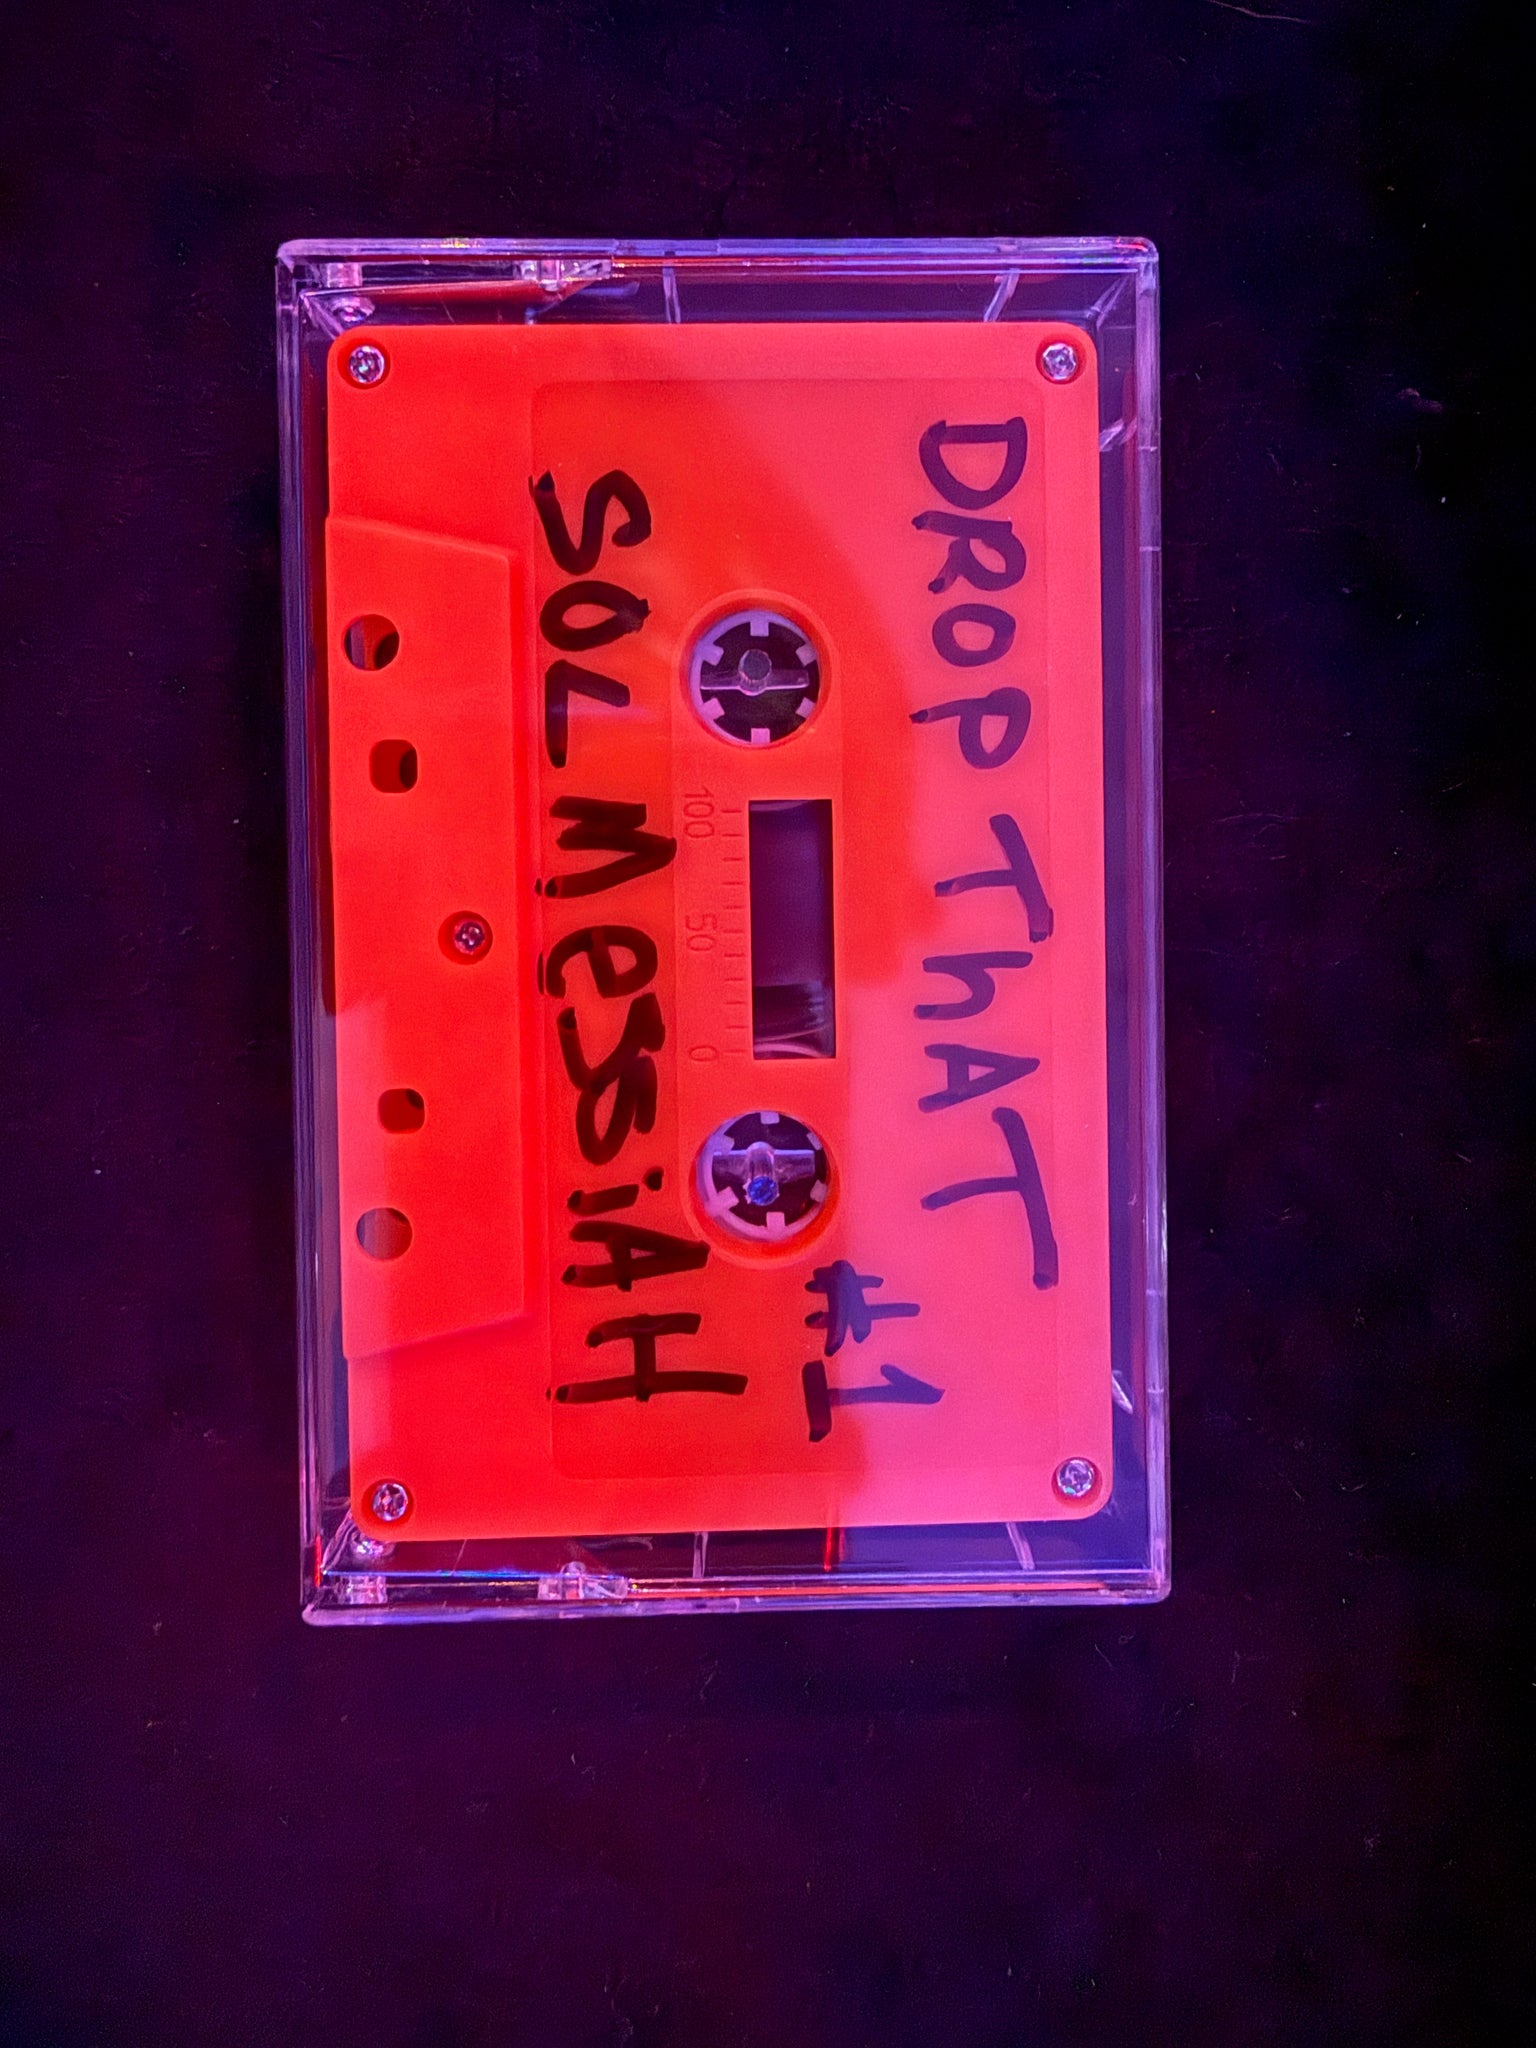 DROP ThAT
#1
100 50 0
SOL MeSSiAH